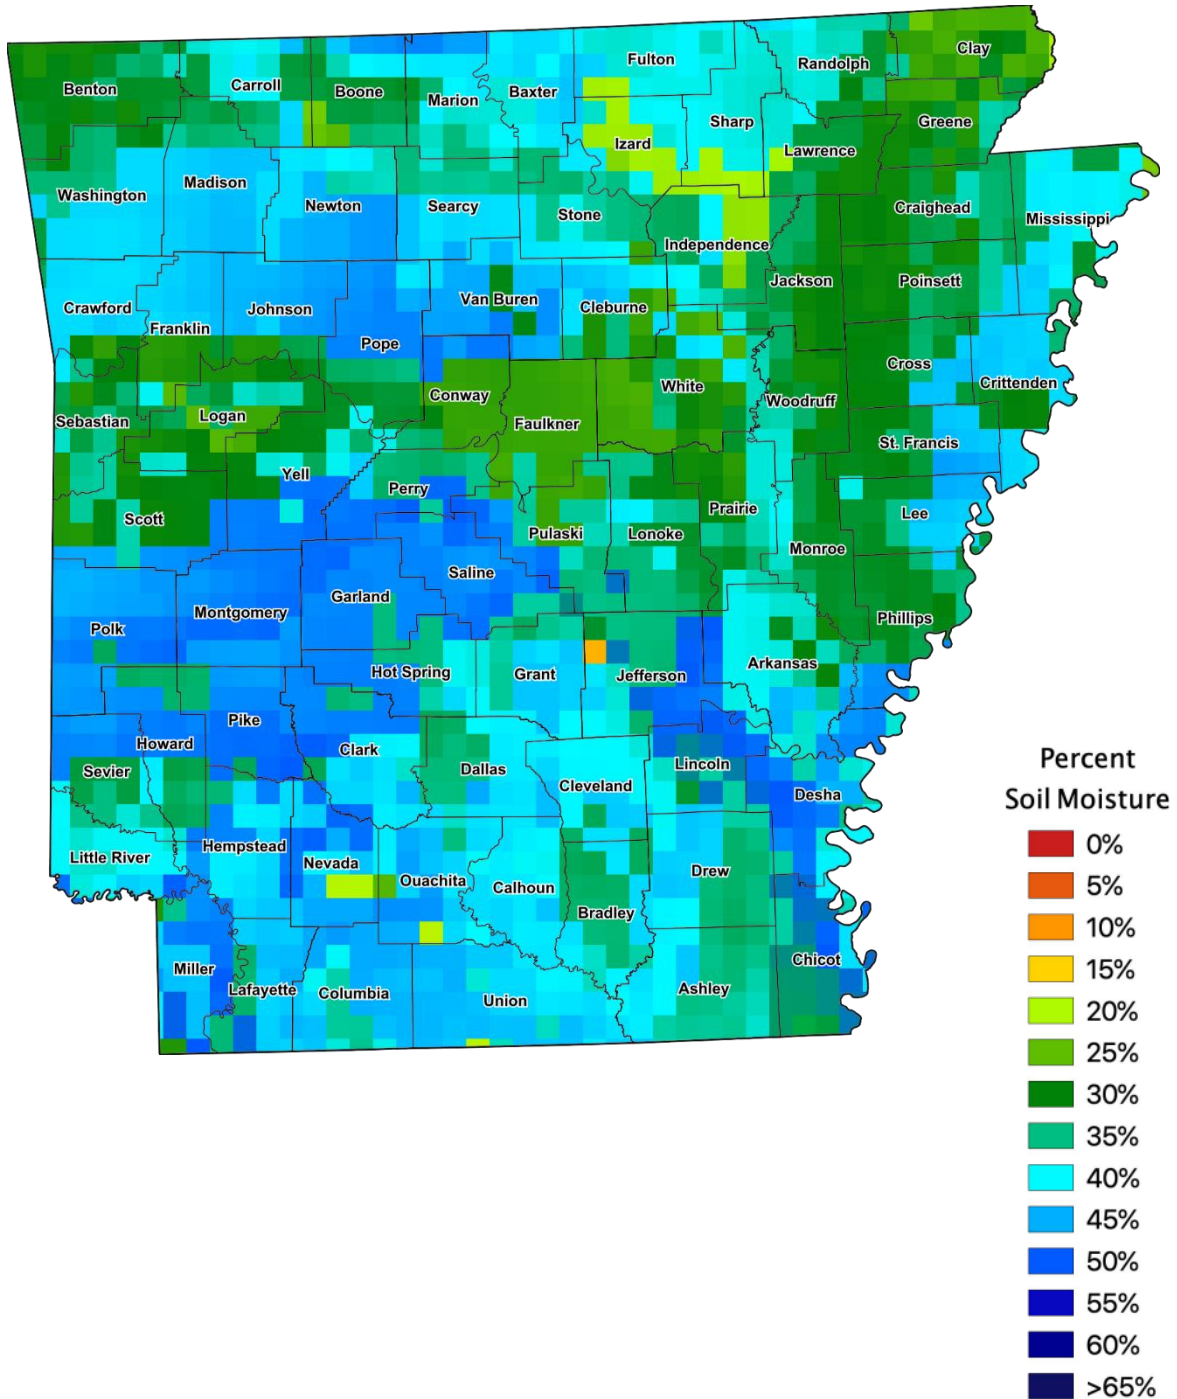 Fulton
Randolph
Clay
Benton
Carroll
Boone
Marion
Baxter
Sharp
Izard
Lawrence
Greene
Washington
Madison
Newton
Searcy
Stone
Craighead
Mississippi
Independence
Jackson
Poinsett
Crawford
Franklin
Johnson
Van Buren
Cleburne
Pope
Cross
Crittenden
Sebastian
Logan
Conway
Faulkner
White
Woodruff
St. Francis
Yell
Perry
Scott
Pulaski
Lonoke
Prairie
Lee
Monroe
Saline
Garland
Montgomery
Polk
Phillips
Hot Spring
Grant
Jefferson
Arkansas
Pike
Howard
Clark
Sevier
Dallas
Cleveland
Lincoln
Desha
Little River
Hempstead
Nevada
Ouachita
Calhoun
Drew
Bradley
Miller
Lafayette
Columbia
Union
Ashley
Chicot
Percent
Soil Moisture
0%
5%
10%
15%
20%
25%
30%
35%
40%
45%
50%
55%
60%
>65%